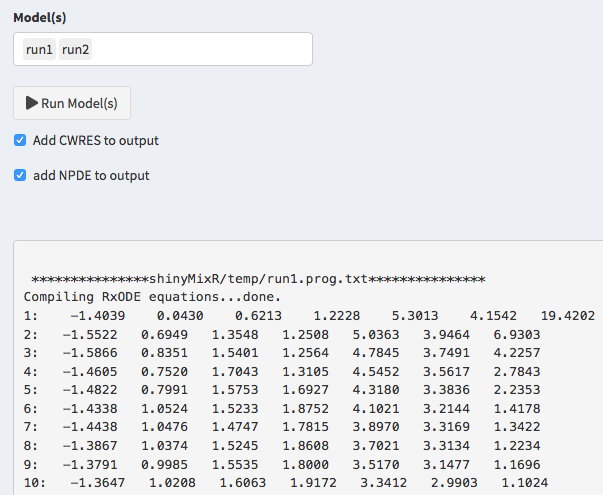 Model(s)
run1 run2
Run Model(s)
Add CWRES to output
add NPDE to output
***************shinyMixR/temp/run1.prog.txt***************
Compiling RxODE equations...done.
1: -1.4039 0.0430 0.6213 1.2228 5.3013 4.1542 19.4202
2: -1.5522 0.6949 1.3548 1.2508 5.0363 3.9464 6.9303
3: -1.5866 0.8351 1.5401 1.2564 4.7845 3.7491 4.2257
4: -1.4605 0.7520 1.7043 1.3105 4.5452 3.5617 2.7843
5: -1.4822 0.7991 1.5753 1.6927 4.3180 3.3836 2.2353
6: -1.4338 1.0524 1.5233 1.8752 4.1021 3.2144 1.4178
7: -1.4438 1.0476 1.4747 1.7815 3.8970 3.3169 1.3422
8: -1.3867 1.0374 1.5245 1.8608 3.7021 3.3134 1.2234
9: -1.3791 0.9985 1.5535 1.8000 3.5170 3.1477 1.1696
10: -1.3647 1.0208 1.6063 1.9172 3.3412 2.9903 1.1024